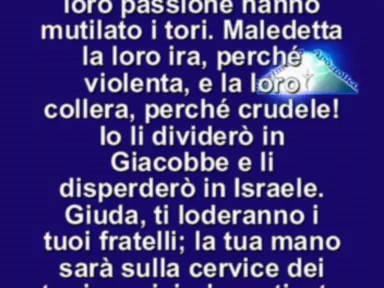 loro passione hanno
mutilato i tori. Maledetta
la loro ira, perché
violenta, e la loro
collera, perché crudele!
Io li dividerò in
Giacobbe e li
disperderò in Israele.
Giuda, ti loderanno i
tuoi fratelli; la tua mano
sarà sulla cervice dei